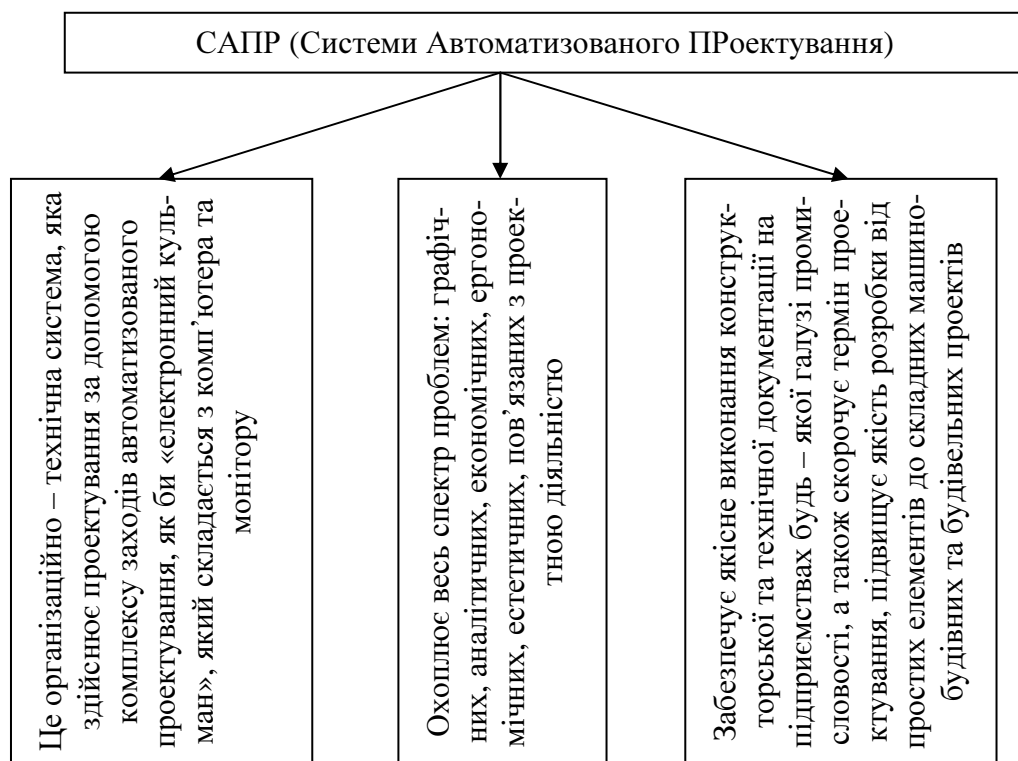 САПР (Системи Автоматизованого ПРоектування)
Це організаційно – технічна система, яка
здійснює проектування за допомогою
комплексу заходів автоматизованого
проектування, як би «електронний куль-
ман», який складається з комп’ютера та
монітору
Охоплює весь спектр проблем: графіч-
них, аналітичних, економічних, ергоно-
мічних, естетичних, пов’язаних з проек-
тною діяльністю
Забезпечує якісне виконання конструк-
торської та технічної документації на
підприємствах будь – якої галузі проми-
словості, а також скорочує термін прое-
ктування, підвищує якість розробки від
простих елементів до складних машино-
будівних та будівельних проектів